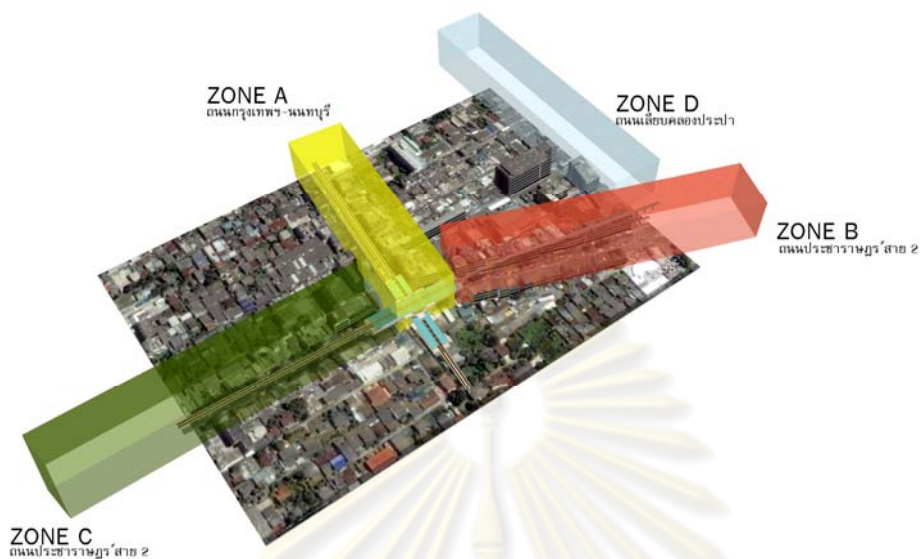 ZONE A
ถนนกรุงเทพฯ-นนทบุรี
ZONE D
ถนนเลียบคลองประปา
ZONE B
ถนนประชาราษฎร์ สาย 2
ZONE C
ถนนประชาราษฎร์ สาย 2